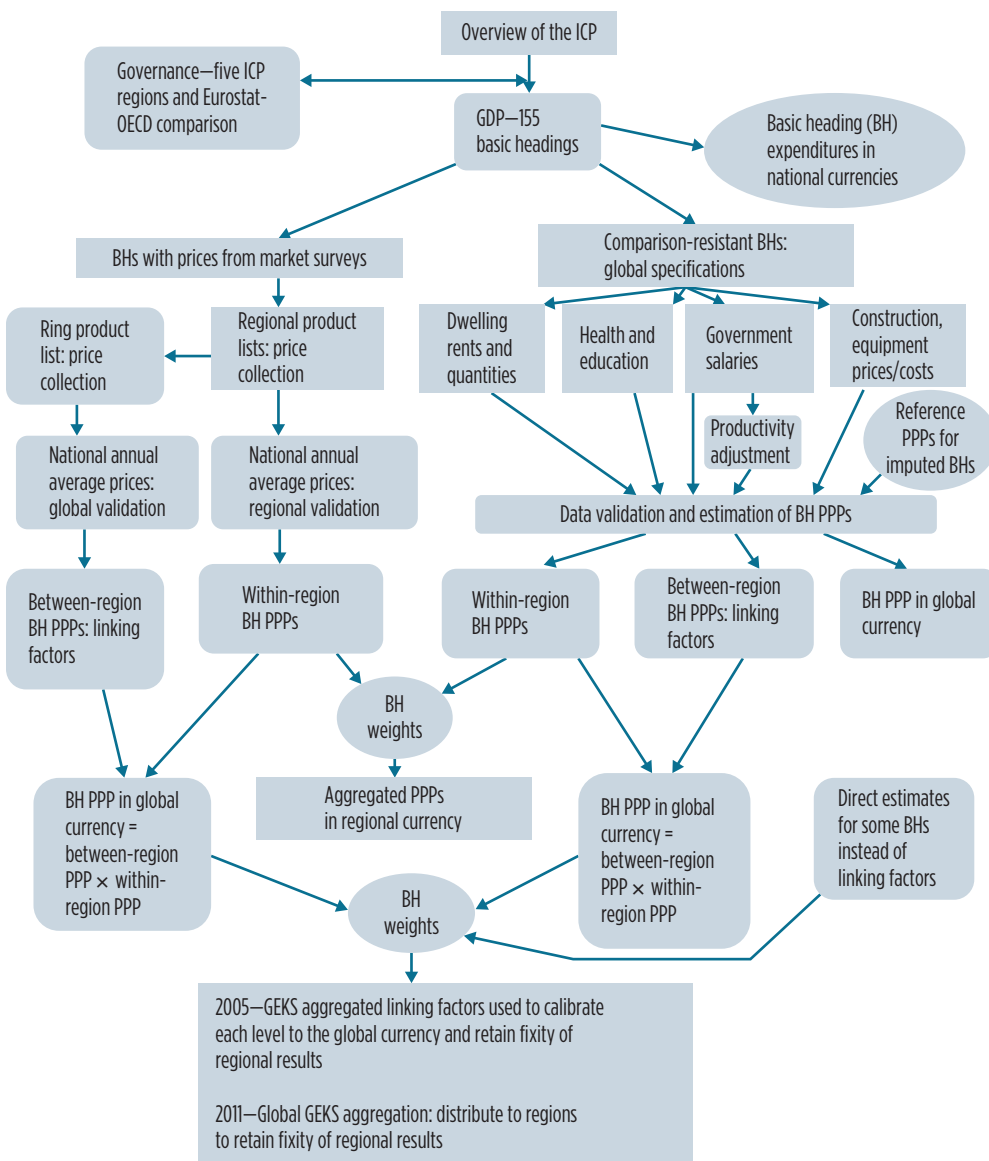 Overview of the ICP
Governance—five ICP
regions and Eurostat-
OECD comparison
GDP—155
basic headings
Basic heading (BH)
expenditures in
national currencies
BHs with prices from market surveys
Comparison-resistant BHs:
global specifications
Ring product
list: price
collection
Regional product
lists: price
collection
Dwelling
rents and
quantities
Health and
education
Government
salaries
Construction,
equipment
prices/costs
Productivity
adjustment
Reference
PPPs for
imputed BHs
National annual
average prices:
global validation
National annual
average prices:
regional validation
Data validation and estimation of BH PPPs
Between-region
BH PPPs: linking
factors
Within-region
BH PPPs
Within-region
BH PPPs
Between-region
BH PPPs: linking
factors
BH PPP in global
currency
BH
weights
Aggregated PPPs
in regional currency
BH PPP in global
currency =
between-region
PPP × within-
region PPP
BH PPP in global
currency =
between-region
PPP × within-
region PPP
Direct estimates
for some BHs
instead of
linking factors
BH
weights
2005—GEKS aggregated linking factors used to calibrate
each level to the global currency and retain fixity of
regional results
2011—Global GEKS aggregation: distribute to regions
to retain fixity of regional results